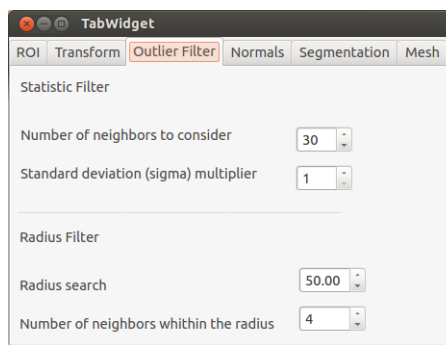 TabWidget
ROI Transform Outlier Filter Normals Segmentation Mesh
Statistic Filter
Number of neighbors to consider 30
Standard deviation (sigma) multiplier 1
Radius Filter
Radius search 50.00
Number of neighbors whithin the radius 4